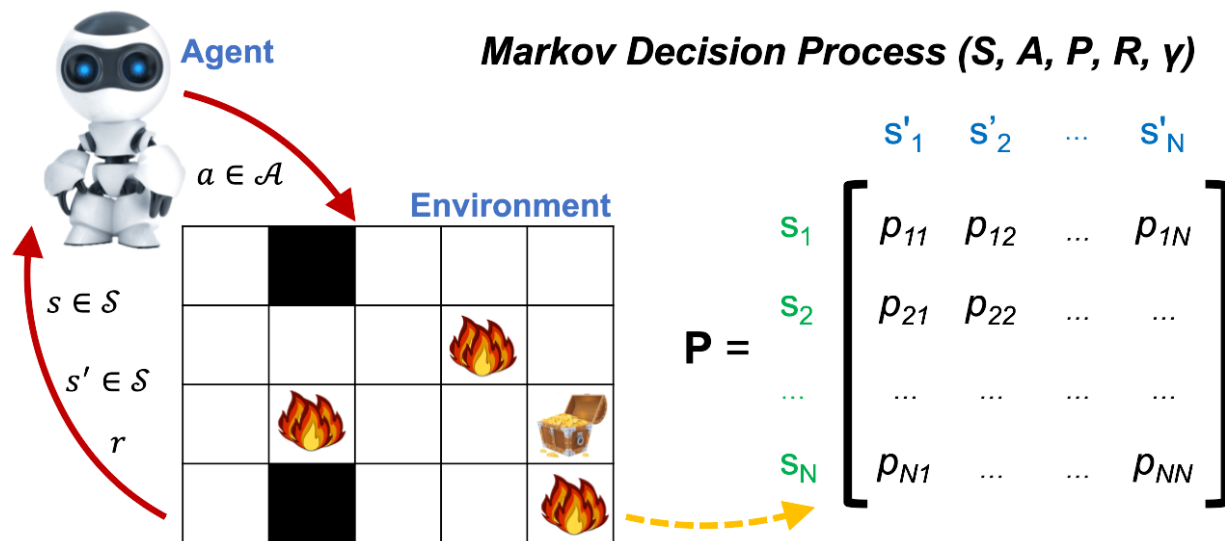 Agent
Markov Decision Process (S, A, P, R, γ)
a ∈ 𝒜
Environment
s ∈ 𝒮
s′ ∈ 𝒮
r
s'₁ s’₂ ... s'N
s₁ p₁₁ p₁₂ ... p₁N
s₂ p₂₁ p₂₂ ... ...
P =
... ... ... ... ...
sN pN₁ ... ... pNN